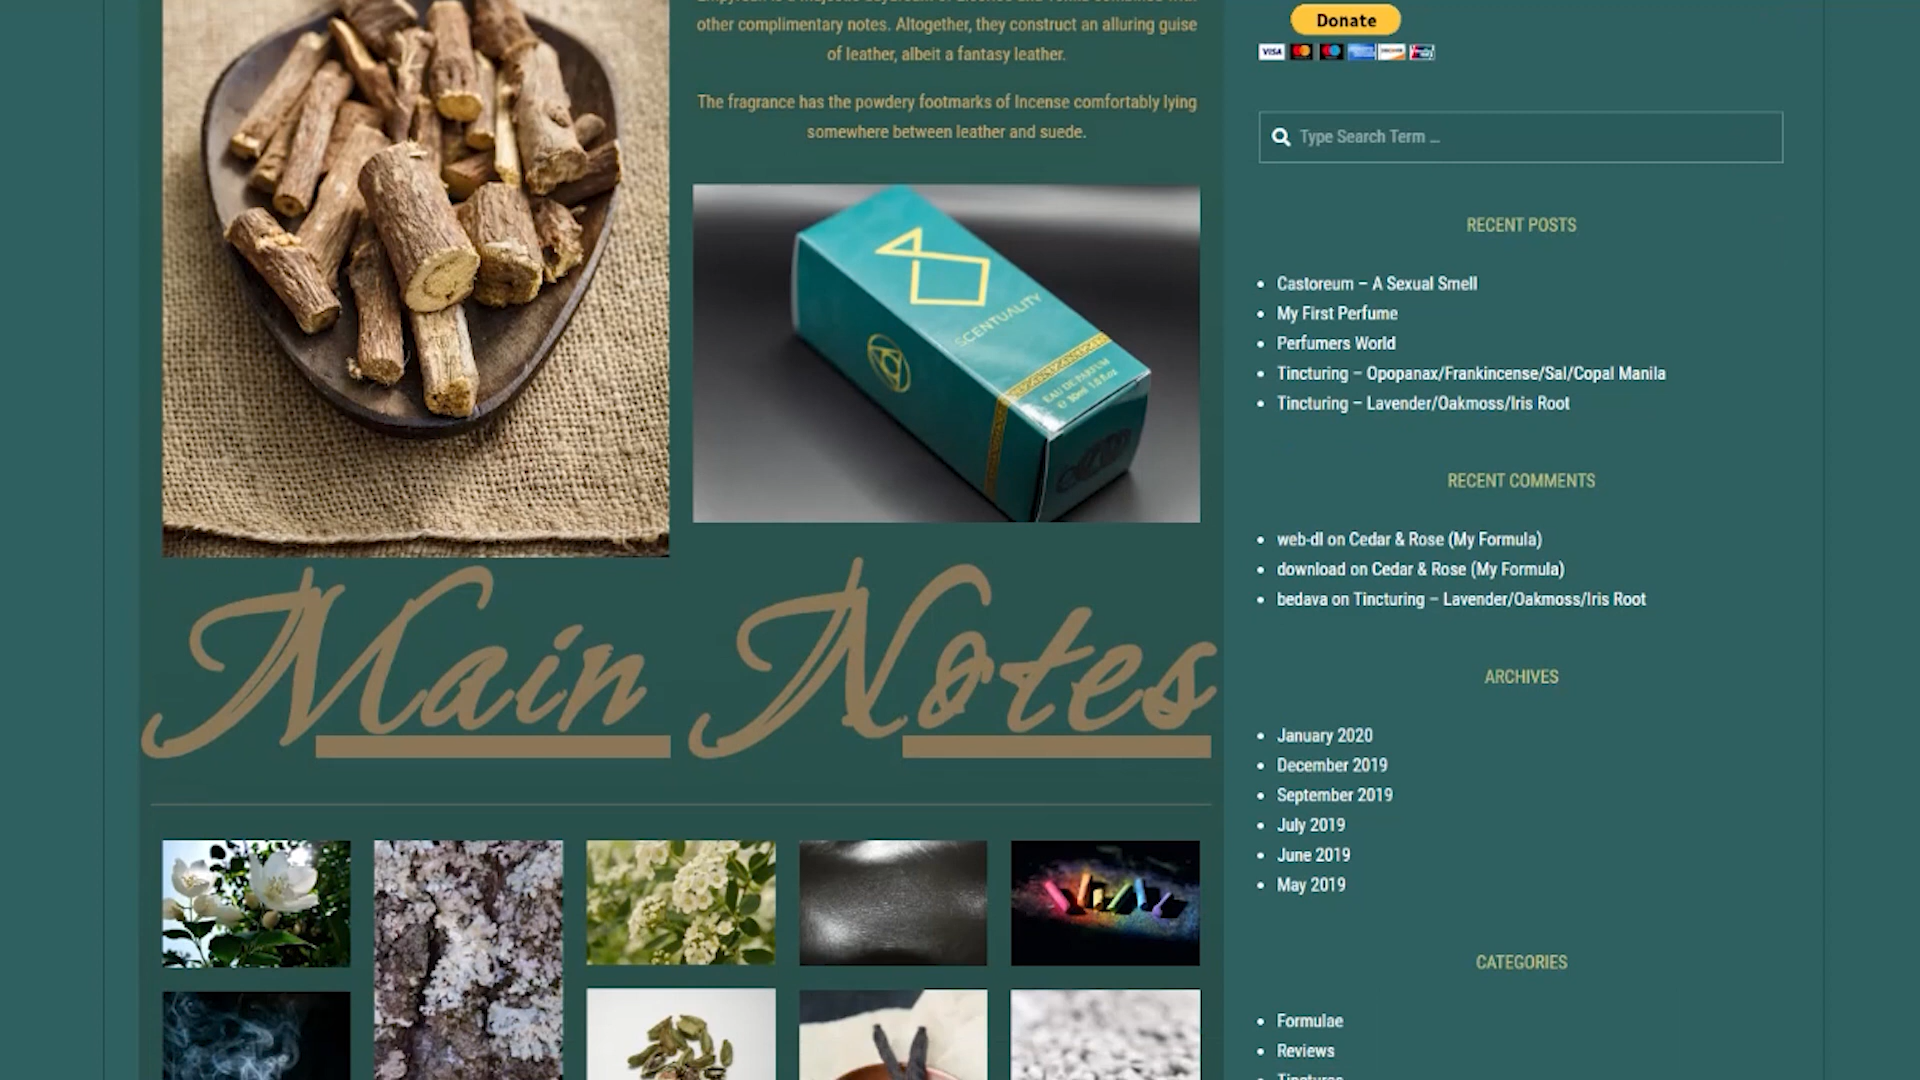 other complimentary notes. Altogether, they construct an alluring guise
of leather, albeit a fantasy leather.
The fragrance has the powdery footmarks of Incense comfortably lying
somewhere between leather and suede.
SCENTUALITY
EAU DE PARFUM
Main Notes
Donate
VISA
Type Search Term ...
RECENT POSTS
Castoreum – A Sexual Smell
My First Perfume
Perfumers World
Tincturing – Opopanax/Frankincense/Sal/Copal Manila
Tincturing – Lavender/Oakmoss/Iris Root
RECENT COMMENTS
web-dl on Cedar & Rose (My Formula)
download on Cedar & Rose (My Formula)
bedava on Tincturing – Lavender/Oakmoss/Iris Root
ARCHIVES
January 2020
December 2019
September 2019
July 2019
June 2019
May 2019
CATEGORIES
Formulae
Reviews